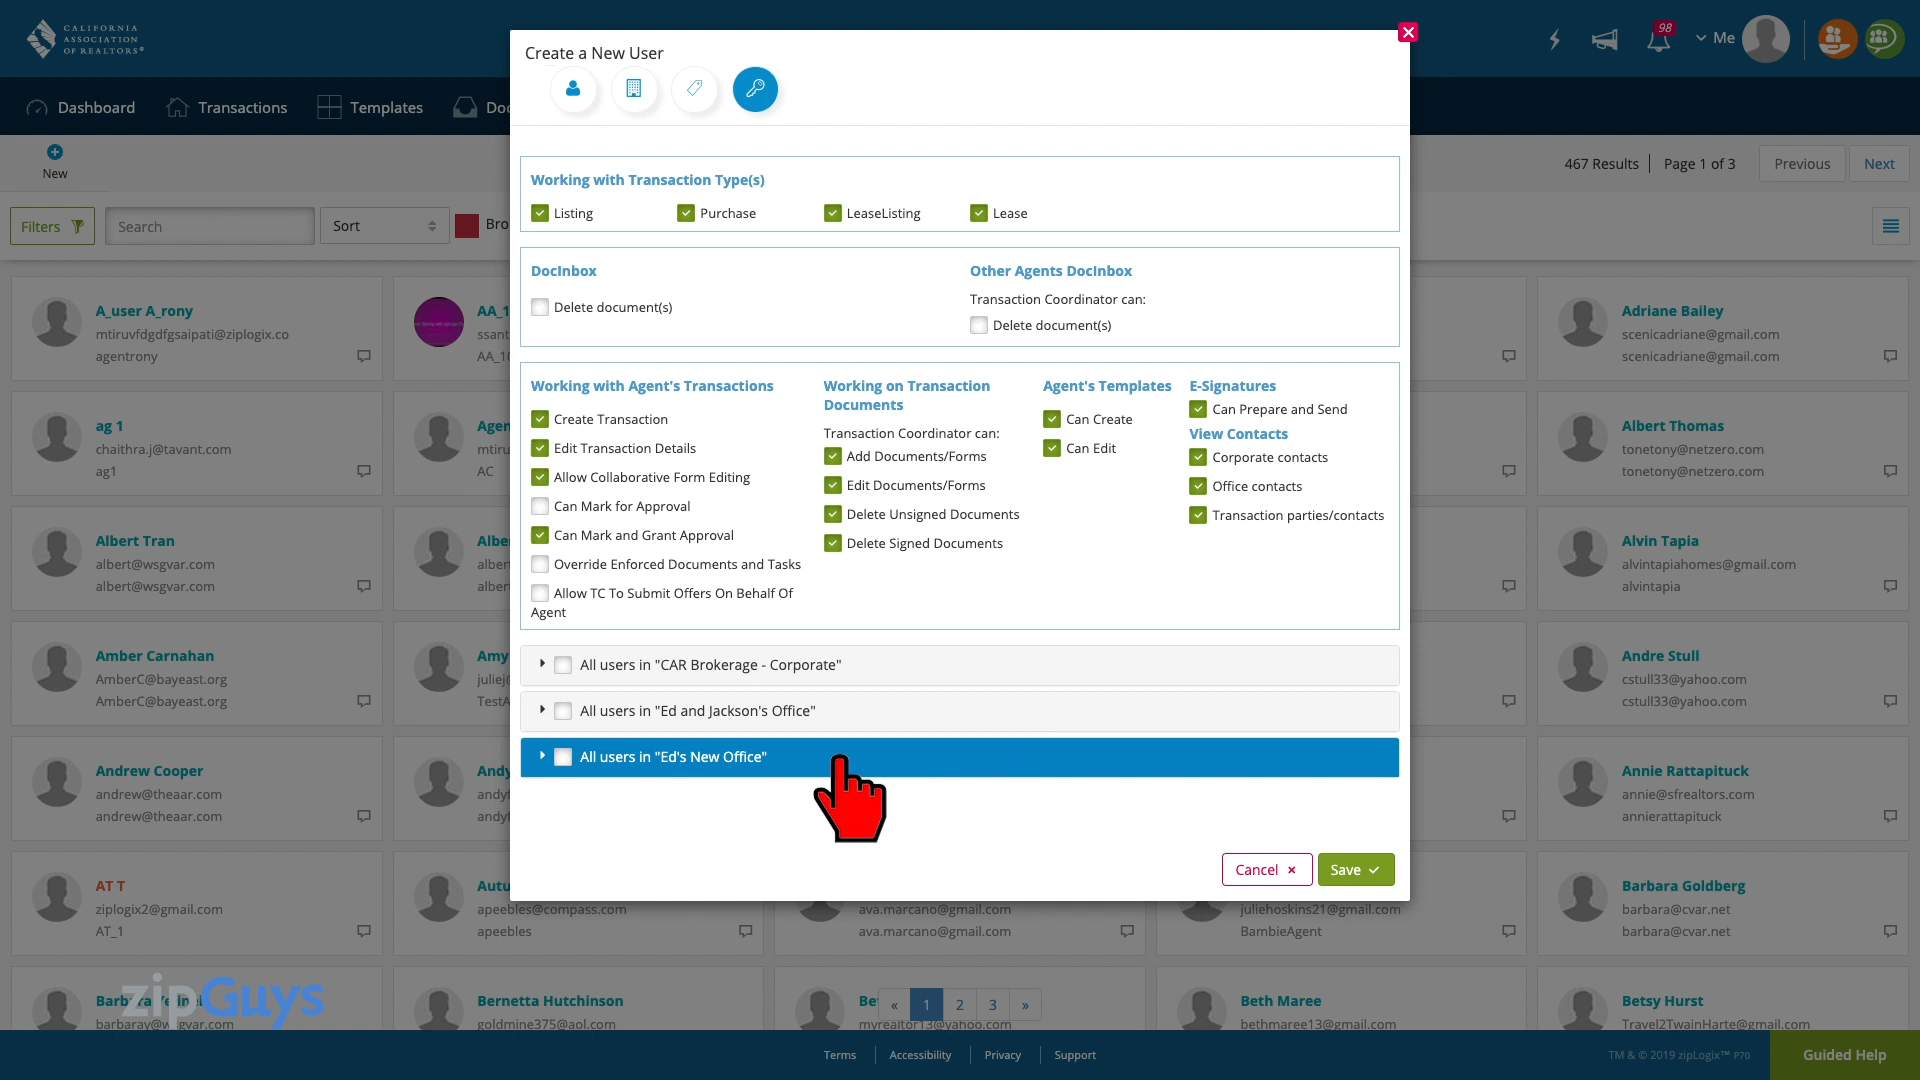 CALIFORNIA
ASSOCIATION
OF REALTORS®
98
Me
Dashboard
Transactions
Templates
New
467 Results
Page 1 of 3
Previous
Next
Filters
Search
Sort
Create a New User
Working with Transaction Type(s)
Listing
Purchase
LeaseListing
Lease
DocInbox
Delete document(s)
Other Agents DocInbox
Transaction Coordinator can:
Delete document(s)
Working with Agent's Transactions
Create Transaction
Edit Transaction Details
Allow Collaborative Form Editing
Can Mark for Approval
Can Mark and Grant Approval
Override Enforced Documents and Tasks
Allow TC To Submit Offers On Behalf Of
Agent
Working on Transaction
Documents
Transaction Coordinator can:
Add Documents/Forms
Edit Documents/Forms
Delete Unsigned Documents
Delete Signed Documents
Agent's Templates
Can Create
Can Edit
E-Signatures
Can Prepare and Send
View Contacts
Corporate contacts
Office contacts
Transaction parties/contacts
All users in "CAR Brokerage - Corporate"
All users in "Ed and Jackson's Office"
All users in "Ed's New Office"
Cancel
Save
A_user A_rony
mtiruvfdgdfgsaipati@ziplogix.co
agentrony
Adriane Bailey
scenicadriane@gmail.com
scenicadriane@gmail.com
ag 1
chaithra.j@tavant.com
ag1
AC
Albert Thomas
tonetony@netzero.com
tonetony@netzero.com
Albert Tran
albert@wsgvar.com
albert@wsgvar.com
Alvin Tapia
alvintapiahomes@gmail.com
alvintapia
Amber Carnahan
AmberC@bayeast.org
AmberC@bayeast.org
Amy
Andre Stull
cstull33@yahoo.com
cstull33@yahoo.com
Andrew Cooper
andrew@theaar.com
andrew@theaar.com
Annie Rattapituck
annie@sfrealtors.com
annierattapituck
AT T
ziplogix2@gmail.com
AT_1
apeebles@compass.com
apeebles
ava.marcano@gmail.com
ava.marcano@gmail.com
juliehoskins21@gmail.com
BambieAgent
Barbara Goldberg
barbara@cvar.net
barbara@cvar.net
zipGuys
Bernetta Hutchinson
goldmine375@aol.com
myrealtor13@yahoo.com
« 1 2 3 »
Beth Maree
bethmaree13@gmail.com
Betsy Hurst
Travel2TwainHarte@gmail.com
Terms
Accessibility
Privacy
Support
TM & © 2019 zipLogix™ P70
Guided Help